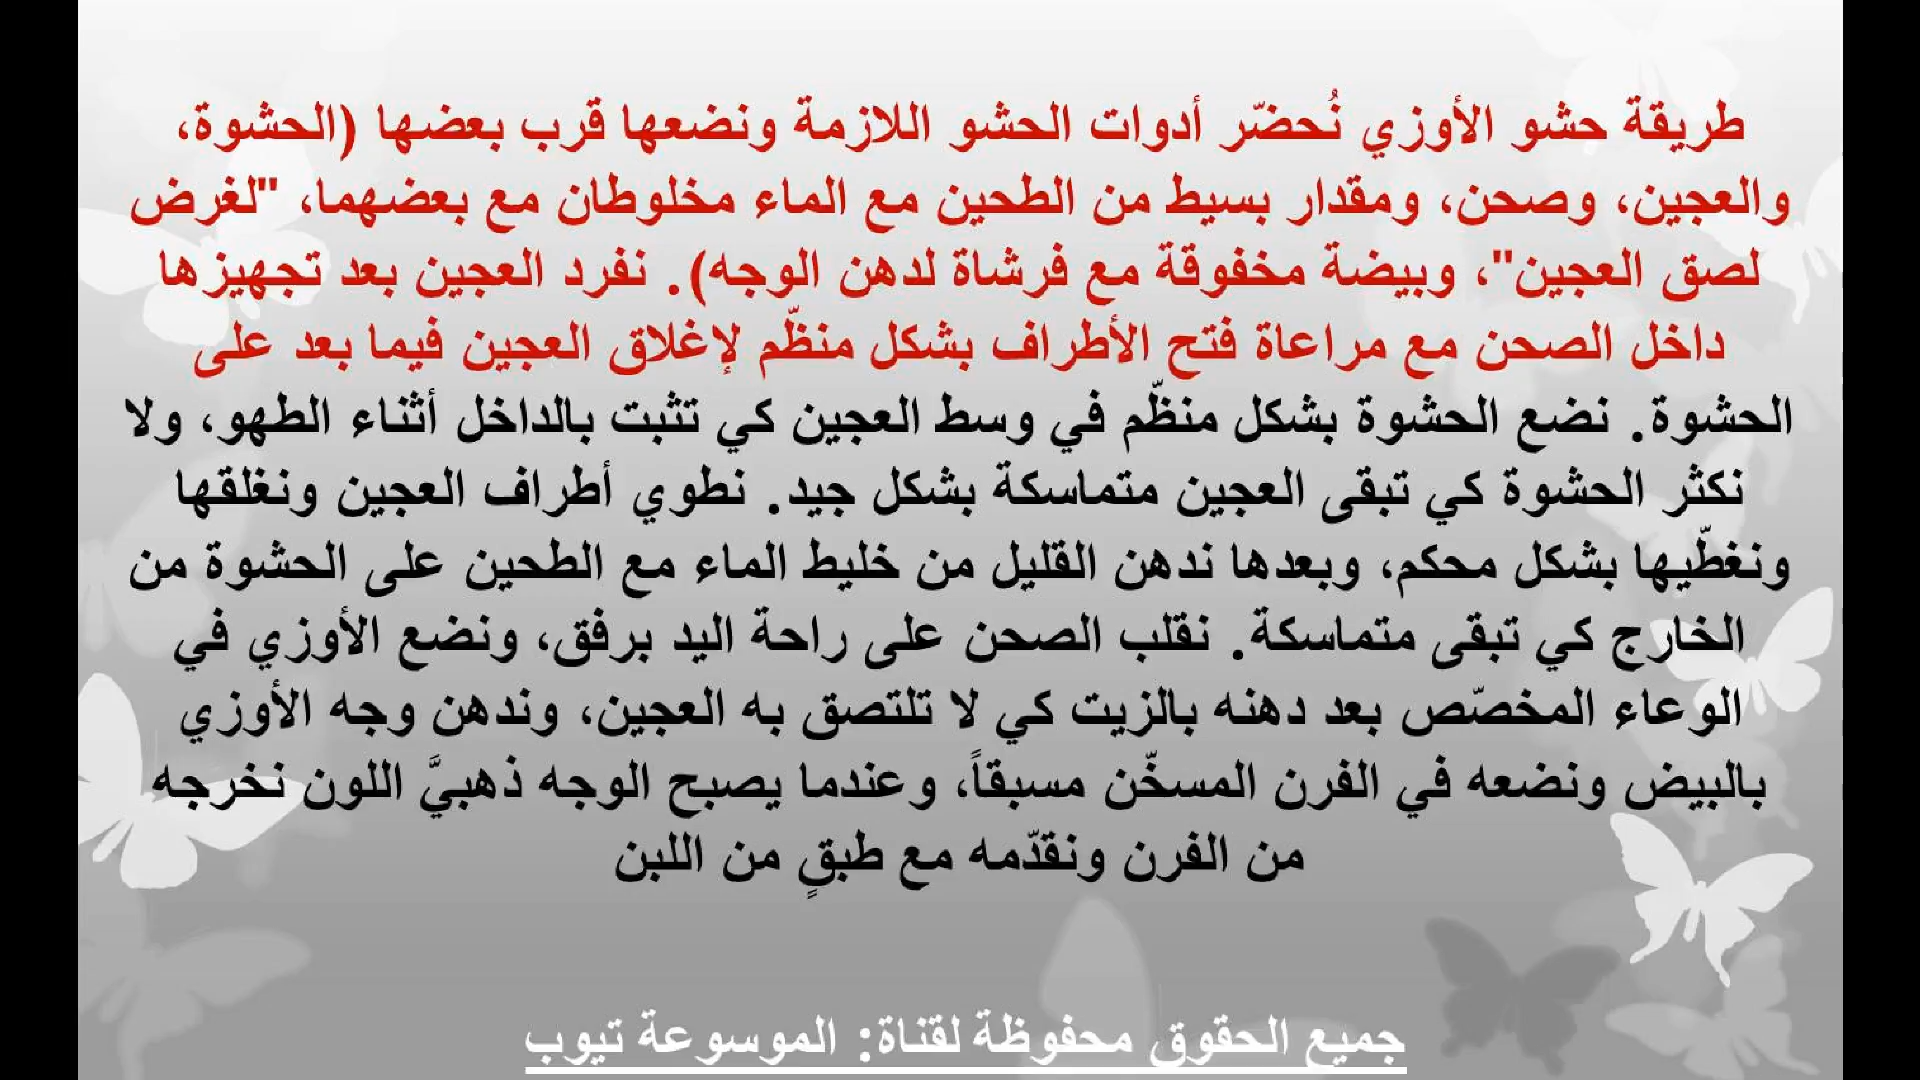 طريقة حشو الأوزي نُحضّر أدوات الحشو اللازمة ونضعها قرب بعضها (الحشوة،
والعجين، وصحن، ومقدار بسيط من الطحين مع الماء مخلوطان مع بعضهما، "لغرض
لصق العجين"، وبيضة مخفوقة مع فرشاة لدهن الوجه). نفرد العجين بعد تجهيزها
داخل الصحن مع مراعاة فتح الأطراف بشكل منظّم لإغلاق العجين فيما بعد على
الحشوة. نضع الحشوة بشكل منظّم في وسط العجين كي تثبت بالداخل أثناء الطهو، ولا
نكثر الحشوة كي تبقى العجين متماسكة بشكل جيد. نطوي أطراف العجين ونغلقها
ونغطّيها بشكل محكم، وبعدها ندهن القليل من خليط الماء مع الطحين على الحشوة من
الخارج كي تبقى متماسكة. نقلب الصحن على راحة اليد برفق، ونضع الأوزي في
الوعاء المخصّص بعد دهنه بالزيت كي لا تلتصق به العجين، وندهن وجه الأوزي
بالبيض ونضعه في الفرن المسخّن مسبقاً، وعندما يصبح الوجه ذهبيَّ اللون نخرجه
من الفرن ونقدّمه مع طبقٍ من اللبن
جميع الحقوق محفوظة لقناة: الموسوعة تيوب